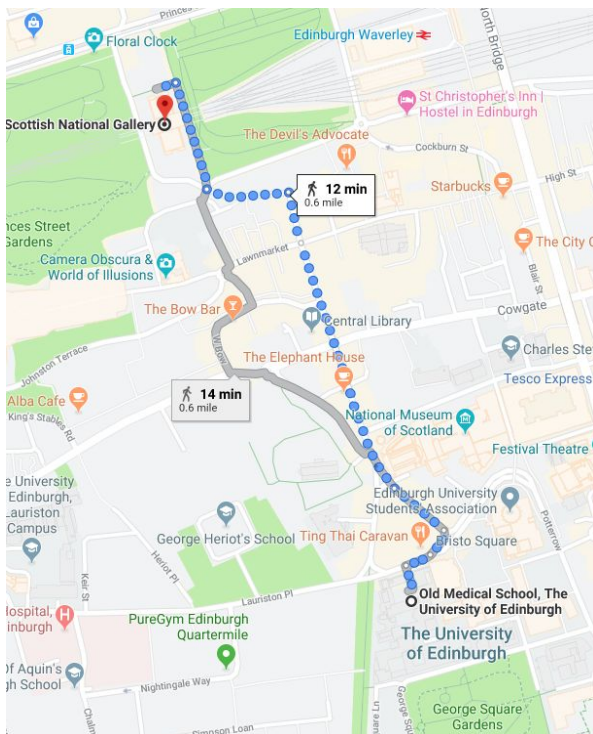 Princes
Floral Clock
Edinburgh Waverley
North Bridge
St Christopher's Inn |
Hostel in Edinburgh
Scottish National Gallery
The Devil's Advocate
Cockburn St
Starbucks
High St
12 min
0.6 mile
nces Street
Gardens
The City C
Lawnmarket
Camera Obscura &
World of Illusions
Blair St
The Bow Bar
Cowgate
Central Library
W Bow
Charles Ste
Johnston Terrace
The Elephant House
Tesco Express
14 min
0.6 mile
Alba Cafe
King's Stables Rd
National Museum
of Scotland
Festival Theatre
e University
Edinburgh,
Lauriston
Campus
Edinburgh University
Students' Association
George Heriot's School
Ting Thai Caravan
Bristo Square
Potterrow
Heriot Pl
Keir St
Lauriston Pl
Old Medical School, The
University of Edinburgh
Hospital,
inburgh
PureGym Edinburgh
Quartermile
The University
of Edinburgh
Of Aquin's
gh School
Nightingale Way
George Square
Gardens
Chalm
Simpson Loan
are Ln